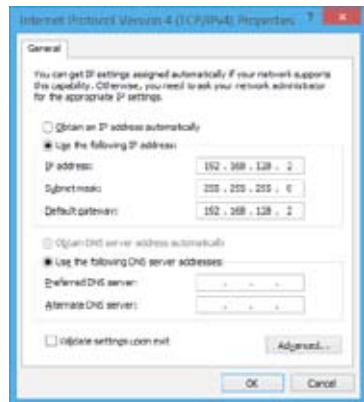 Internet Protocol Version 4 (TCP/IPv4) Properties
General
You can get IP settings assigned automatically if your network supports
this capability. Otherwise, you need to ask your network administrator
for the appropriate IP settings.
Obtain an IP address automatically
Use the following IP address:
IP address: 192 . 168 . 128 . 2
Subnet mask: 255 . 255 . 255 . 0
Default gateway: 192 . 168 . 128 .
Obtain DNS server address automatically
Use the following DNS server addresses:
Preferred DNS server: . . .
Alternate DNS server: . . .
Validate settings upon exit
Advanced...
OK Cancel